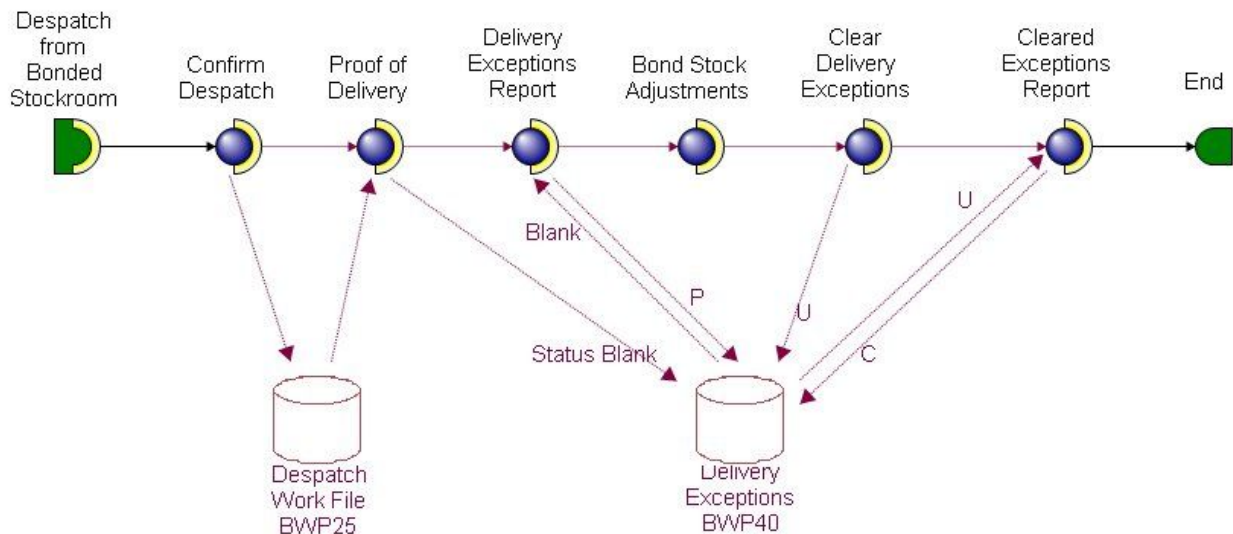 Despatch
from
Bonded
Stockroom
Confirm
Despatch
Proof of
Delivery
Delivery
Exceptions
Report
Bond Stock
Adjustments
Clear
Delivery
Exceptions
Cleared
Exceptions
Report
End
Blank
P
U
U
C
Status Blank
Despatch
Work File
BWP25
Delivery
Exceptions
BWP40